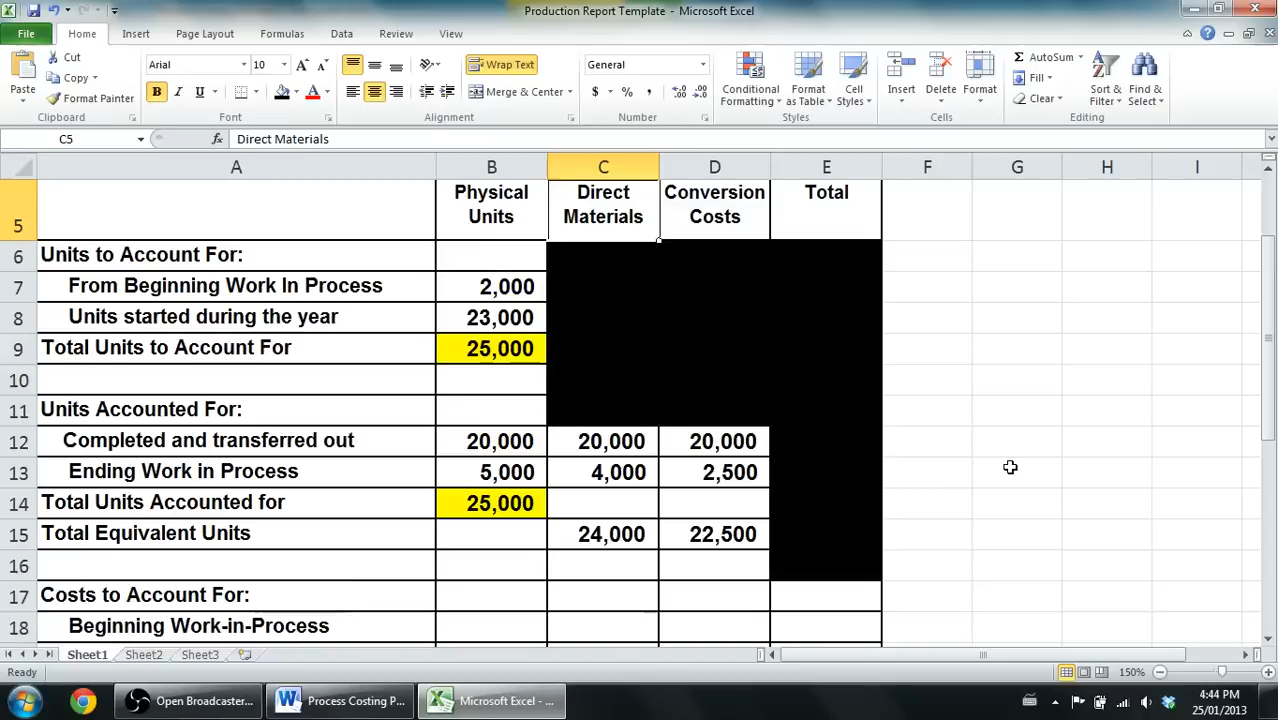 Production Report Template - Microsoft Excel
File Home Insert Page Layout Formulas Data Review View
Paste
Cut
Copy
Format Painter
Clipboard
Arial 10
A A
B I U A
Font
Wrap Text
Merge & Center
Alignment
General
$ % ,
Number
Conditional Formatting
Format as Table
Cell Styles
Styles
Insert
Delete
Format
Cells
Σ AutoSum
Fill
Clear
Sort & Filter
Find & Select
Editing
C5 fx Direct Materials
A B C D E F G H I
5 Physical Units Direct Materials Conversion Costs Total
6 Units to Account For:
7 From Beginning Work In Process 2,000
8 Units started during the year 23,000
9 Total Units to Account For 25,000
10
11 Units Accounted For:
12 Completed and transferred out 20,000 20,000 20,000
13 Ending Work in Process 5,000 4,000 2,500
14 Total Units Accounted for 25,000
15 Total Equivalent Units 24,000 22,500
16
17 Costs to Account For:
18 Beginning Work-in-Process
Sheet1 Sheet2 Sheet3
Ready 150%
Open Broadcaster... Process Costing P... Microsoft Excel - ... 4:44 PM
25/01/2013